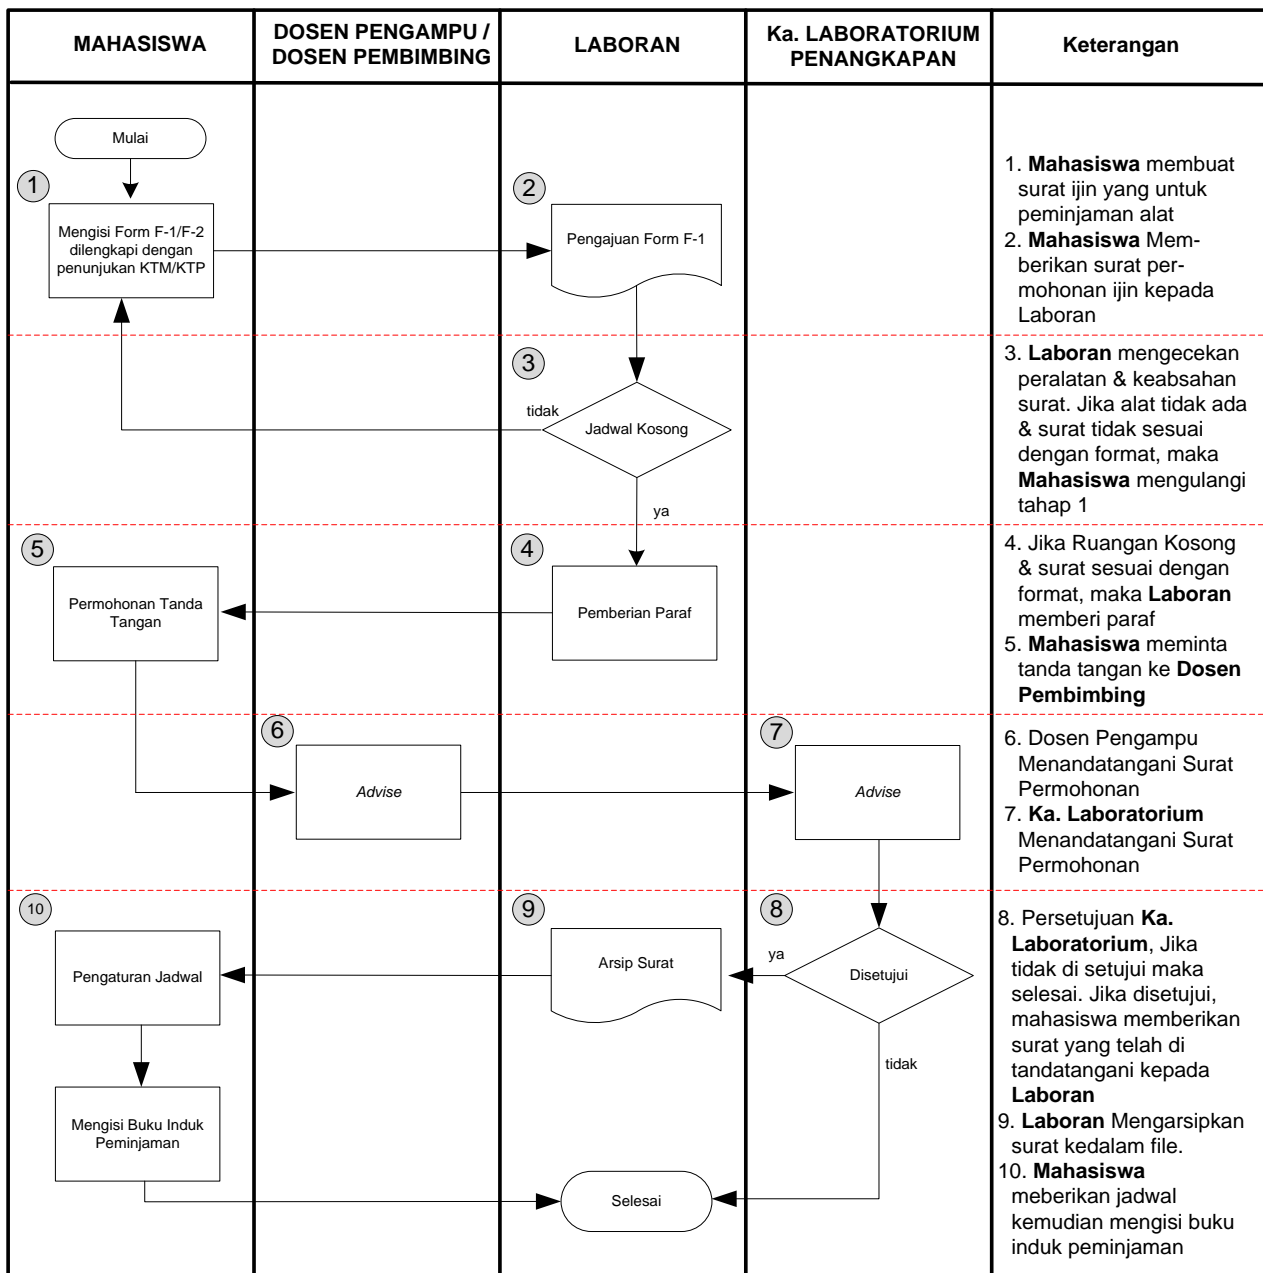 MAHASISWA
DOSEN PENGAMPU /
DOSEN PEMBIMBING
LABORAN
Ka. LABORATORIUM
PENANGKAPAN
Keterangan
Mulai
1
Mengisi Form F-1/F-2
dilengkapi dengan
penunjukan KTM/KTP
2
Pengajuan Form F-1
1. Mahasiswa membuat
surat ijin yang untuk
peminjaman alat
2. Mahasiswa Mem-
berikan surat per-
mohonan ijin kepada
Laboran
3
tidak
Jadwal Kosong
ya
3. Laboran mengecekan
peralatan & keabsahan
surat. Jika alat tidak ada
& surat tidak sesuai
dengan format, maka
Mahasiswa mengulangi
tahap 1
5
Permohonan Tanda
Tangan
4
Pemberian Paraf
4. Jika Ruangan Kosong
& surat sesuai dengan
format, maka Laboran
memberi paraf
5. Mahasiswa meminta
tanda tangan ke Dosen
Pembimbing
6
Advise
7
Advise
6. Dosen Pengampu
Menandatangani Surat
Permohonan
7. Ka. Laboratorium
Menandatangani Surat
Permohonan
10
Pengaturan Jadwal
Mengisi Buku Induk
Peminjaman
9
Arsip Surat
Selesai
8
ya
Disetujui
tidak
8. Persetujuan Ka.
Laboratorium, Jika
tidak di setujui maka
selesai. Jika disetujui,
mahasiswa memberikan
surat yang telah di
tandatangani kepada
Laboran
9. Laboran Mengarsipkan
surat kedalam file.
10. Mahasiswa
meberikan jadwal
kemudian mengisi buku
induk peminjaman